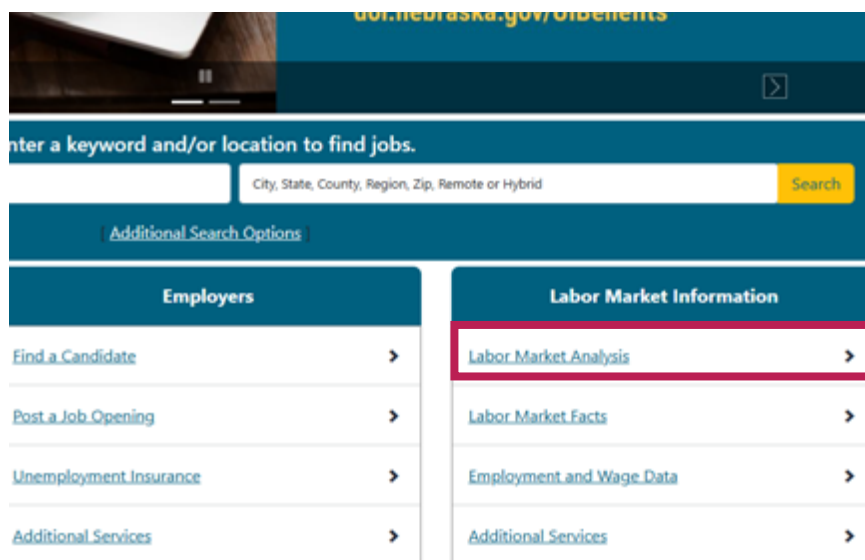 dol.nebraska.gov/UIBenefits
nter a keyword and/or location to find jobs.
City, State, County, Region, Zip, Remote or Hybrid
Search
[ Additional Search Options ]
Employers
Find a Candidate
Post a Job Opening
Unemployment Insurance
Additional Services
Labor Market Information
Labor Market Analysis
Labor Market Facts
Employment and Wage Data
Additional Services